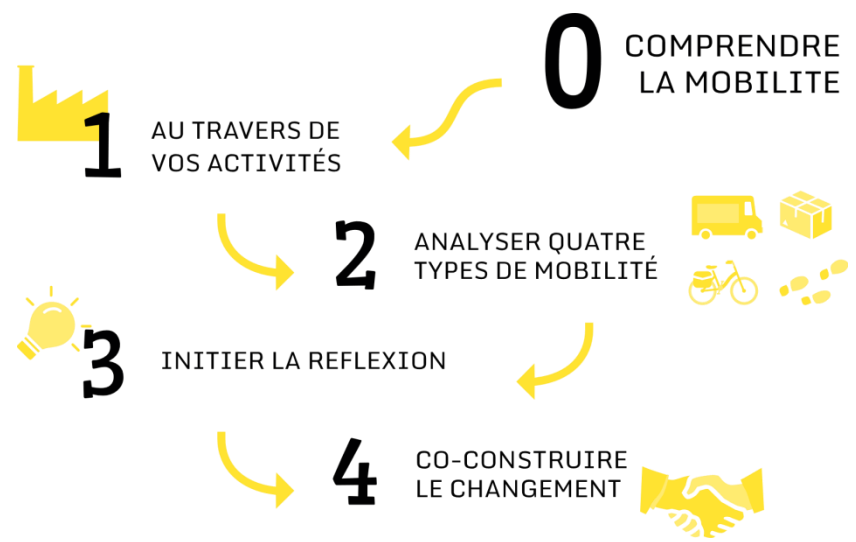 0
COMPRENDRE
LA MOBILITE
1
AU TRAVERS DE
VOS ACTIVITÉS
2
ANALYSER QUATRE
TYPES DE MOBILITÉ
3
INITIER LA REFLEXION
4
CO-CONSTRUIRE
LE CHANGEMENT